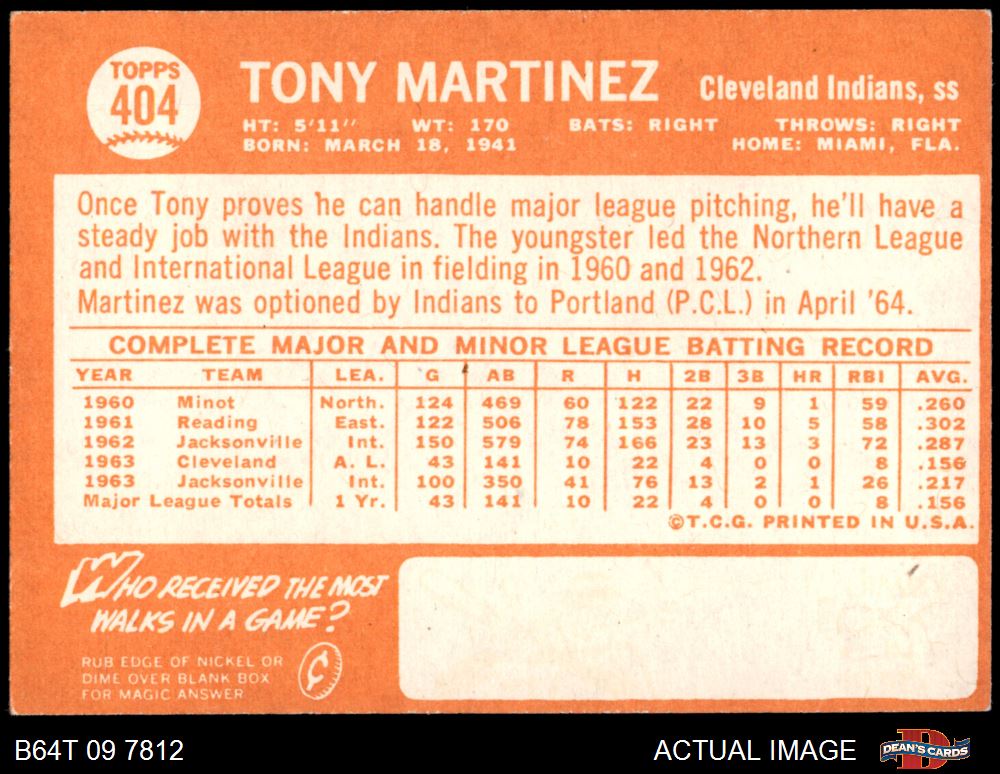 TOPPS
404
TONY MARTINEZ Cleveland Indians, ss
HT: 5'11" WT: 170 BATS: RIGHT THROWS: RIGHT
BORN: MARCH 18, 1941 HOME: MIAMI, FLA.
Once Tony proves he can handle major league pitching, he'll have a
steady job with the Indians. The youngster led the Northern League
and International League in fielding in 1960 and 1962.
Martinez was optioned by Indians to Portland (P.C.L.) in April '64.
COMPLETE MAJOR AND MINOR LEAGUE BATTING RECORD
YEAR TEAM LEA. G AB R H 2B 3B HR RBI AVG.
1960 Minot North. 124 469 60 122 22 9 1 59 .260
1961 Reading East. 122 506 78 153 28 10 5 58 .302
1962 Jacksonville Int. 150 579 74 166 23 13 3 72 .287
1963 Cleveland A. L. 43 141 10 22 4 0 0 8 .156
1963 Jacksonville Int. 100 350 41 76 13 2 1 26 .217
Major League Totals 1 Yr. 43 141 10 22 4 0 0 8 .156
©T.C.G. PRINTED IN U.S.A.
WHO RECEIVED THE MOST
WALKS IN A GAME?
RUB EDGE OF NICKEL OR
DIME OVER BLANK BOX
FOR MAGIC ANSWER
¢
B64T 09 7812 ACTUAL IMAGE DEAN'S CARDS